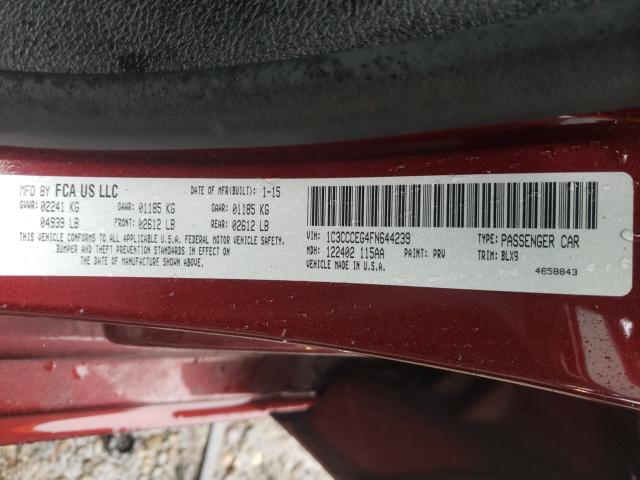 MFD BY FCA US LLC DATE OF MFR(BUILT): 1-15
GVWR: 02241 KG GAWR: 01185 KG GAWR: 01185 KG
04939 LB FRONT: 02612 LB REAR: 02612 LB
THIS VEHICLE CONFORMS TO ALL APPLICABLE U.S.A. FEDERAL MOTOR VEHICLE SAFETY,
BUMPER AND THEFT PREVENTION STANDARDS IN EFFECT ON
THE DATE OF MANUFACTURE SHOWN ABOVE.
VIN: 1C3CCCEG4FN644239 TYPE: PASSENGER CAR
MDH: 122402 115AA PAINT: PRV TRIM: BLX9
VEHICLE MADE IN U.S.A.
4658843